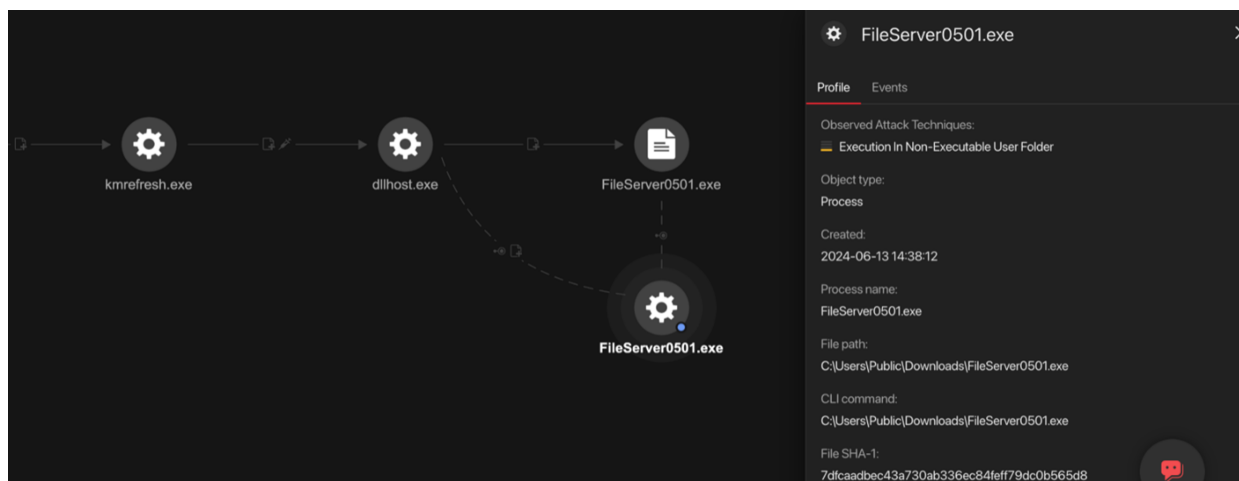 kmrefresh.exe
dllhost.exe
FileServer0501.exe
FileServer0501.exe
FileServer0501.exe
Profile Events
Observed Attack Techniques:
Execution In Non-Executable User Folder
Object type:
Process
Created:
2024-06-13 14:38:12
Process name:
FileServer0501.exe
File path:
C:\Users\Public\Downloads\FileServer0501.exe
CLI command:
C:\Users\Public\Downloads\FileServer0501.exe
File SHA-1:
7dfcaadbec43a730ab336ec84feff79dc0b565d8